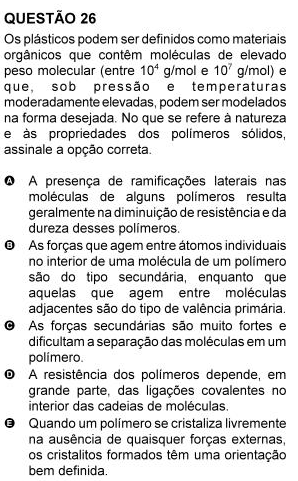 QUESTÃO 26
Os plásticos podem ser definidos como materiais
orgânicos que contêm moléculas de elevado
peso molecular (entre 10⁴ g/mol e 10⁷ g/mol) e
que, sob pressão e temperaturas
moderadamente elevadas, podem ser modelados
na forma desejada. No que se refere à natureza
e às propriedades dos polímeros sólidos,
assinale a opção correta.
A A presença de ramificações laterais nas
moléculas de alguns polímeros resulta
geralmente na diminuição de resistência e da
dureza desses polímeros.
B As forças que agem entre átomos individuais
no interior de uma molécula de um polímero
são do tipo secundária, enquanto que
aquelas que agem entre moléculas
adjacentes são do tipo de valência primária.
C As forças secundárias são muito fortes e
dificultam a separação das moléculas em um
polímero.
D A resistência dos polímeros depende, em
grande parte, das ligações covalentes no
interior das cadeias de moléculas.
E Quando um polímero se cristaliza livremente
na ausência de quaisquer forças externas,
os cristalitos formados têm uma orientação
bem definida.